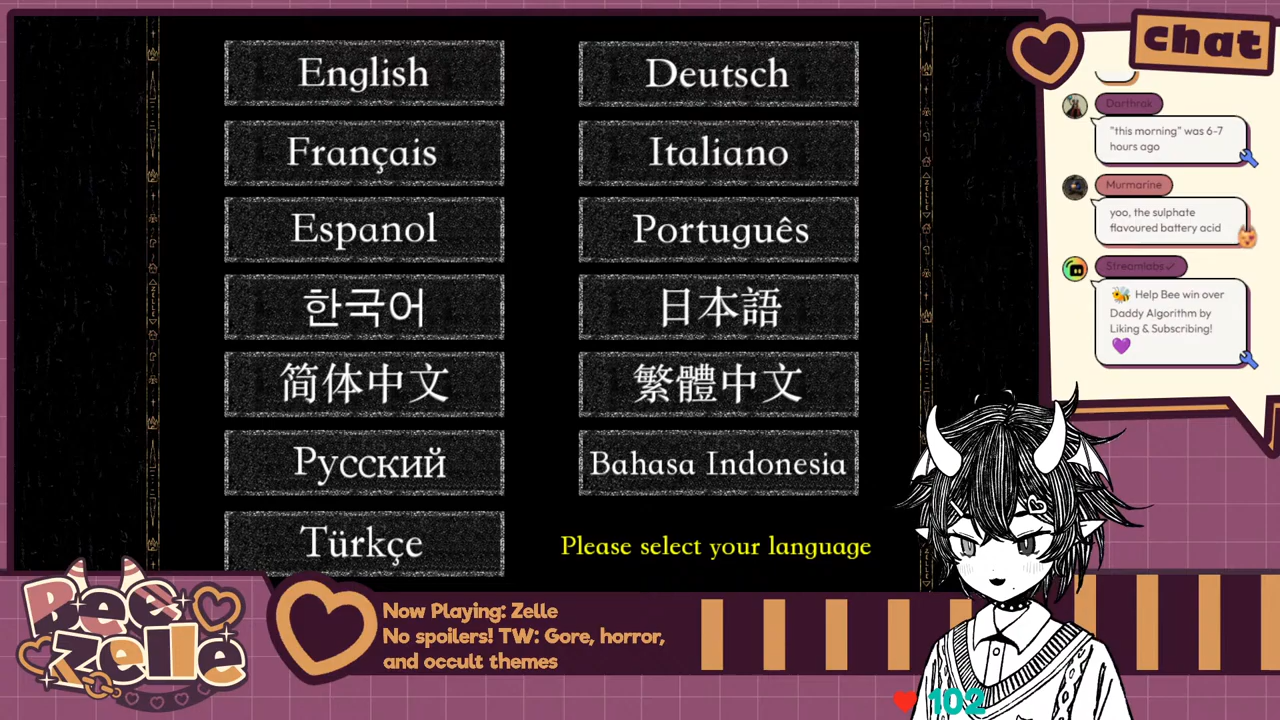 English
Deutsch
Français
Italiano
Espanol
Português
한국어
日本語
简体中文
繁體中文
Русский
Bahasa Indonesia
Türkçe
Please select your language
chat
Darthrak
"this morning" was 6-7
hours ago
Murmarine
yoo, the sulphate
flavoured battery acid
Streamlabs
Help Bee win over
Daddy Algorithm by
Liking & Subscribing!
Bee
Zelle
Now Playing: Zelle
No spoilers! TW: Gore, horror,
and occult themes
102